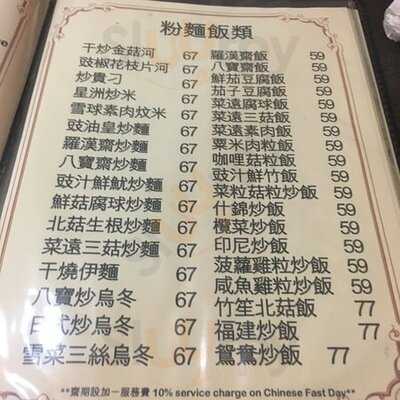 粉麵飯類
干炒金菇河 67 羅漢齋飯 59
豉椒花枝片河 67 八寶齋飯 59
炒貴刁 67 鮮茄豆腐飯 59
星洲炒米 67 茄子豆腐飯 59
雪球素肉炆米 67 菜遠腐球飯 59
豉油皇炒麵 67 菜遠三菇飯 59
羅漢齋炒麵 67 菜遠素肉飯 59
八寶齋炒麵 67 粟米肉粒飯 59
豉汁鮮魷炒麵 67 咖哩菇粒飯 59
鮮菇腐球炒麵 67 豉汁鮮竹飯 59
北菇生根炒麵 67 菜粒菇粒炒飯 59
菜遠三菇炒麵 67 什錦炒飯 59
干燒伊麵 67 欖菜炒飯 59
八寶炒烏冬 67 印尼炒飯 59
日式炒烏冬 67 菠蘿雞粒炒飯 59
雪菜三絲烏冬 67 咸魚雞粒炒飯 59
竹笙北菇飯 77
福建炒飯 77
鴛鴦炒飯 77
**齋期設加一服務費 10% service charge on Chinese Fast Day**